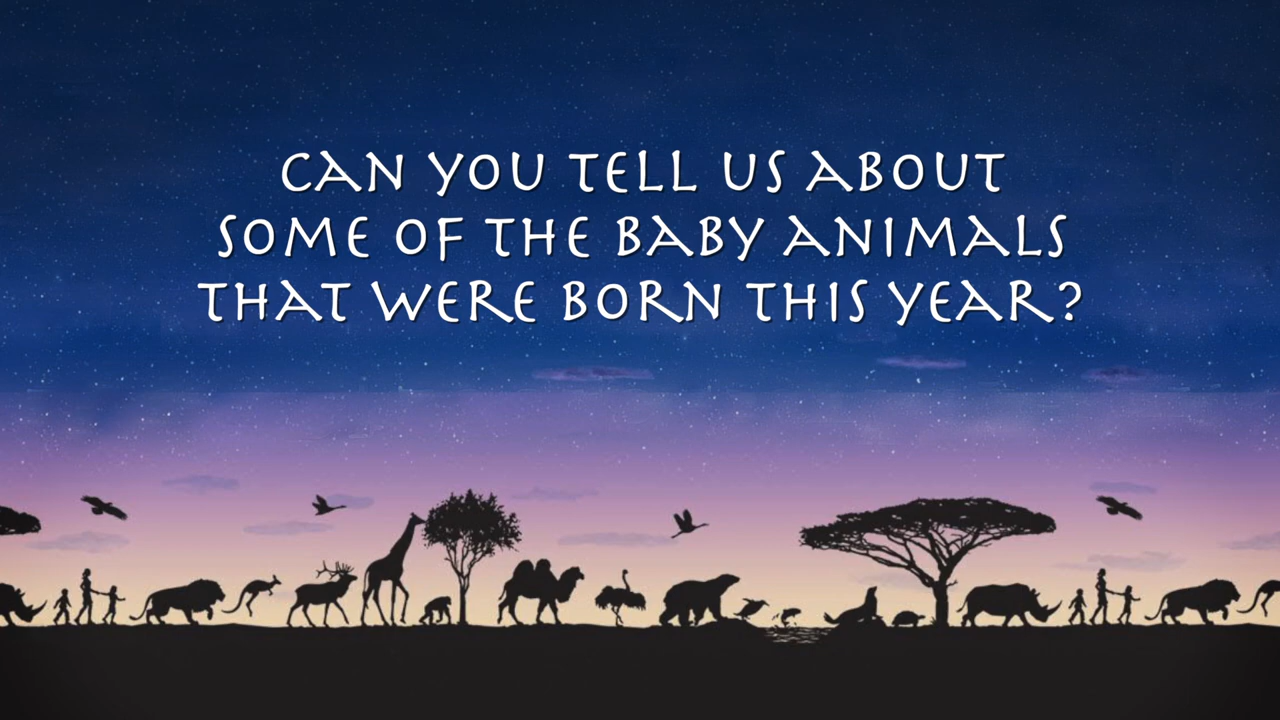 CAN YOU TELL US ABOUT
SOME OF THE BABY ANIMALS
THAT WERE BORN THIS YEAR?